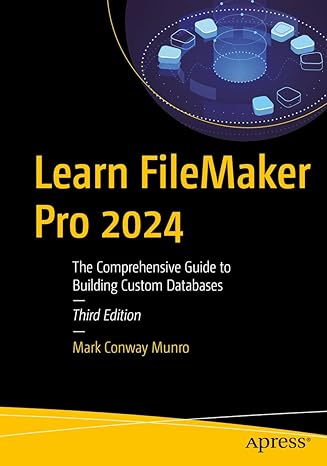 Learn FileMaker
Pro 2024
The Comprehensive Guide to
Building Custom Databases
—
Third Edition
—
Mark Conway Munro
Apress®